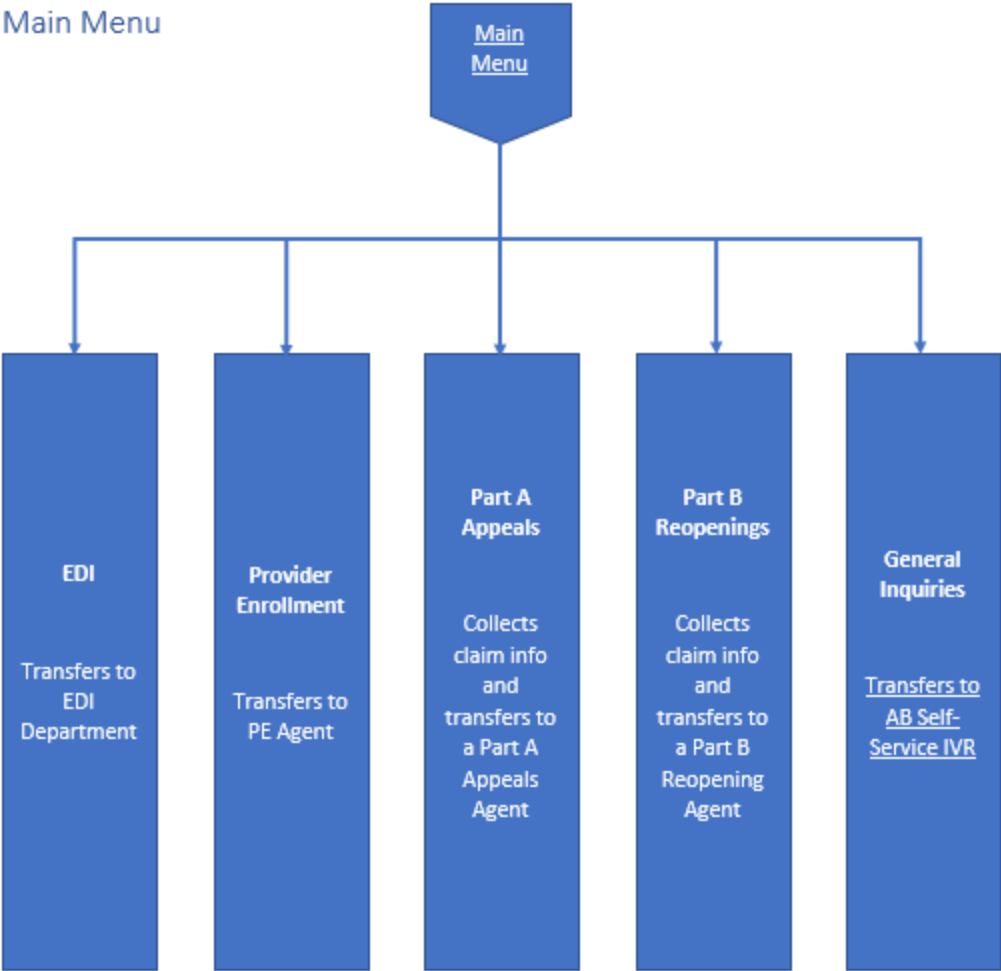 Main Menu
Main
Menu
EDI
Transfers to
EDI
Department
Provider
Enrollment
Transfers to
PE Agent
Part A
Appeals
Collects
claim info
and
transfers to
a Part A
Appeals
Agent
Part B
Reopenings
Collects
claim info
and
transfers to
a Part B
Reopening
Agent
General
Inquiries
Transfers to
AB Self-
Service IVR